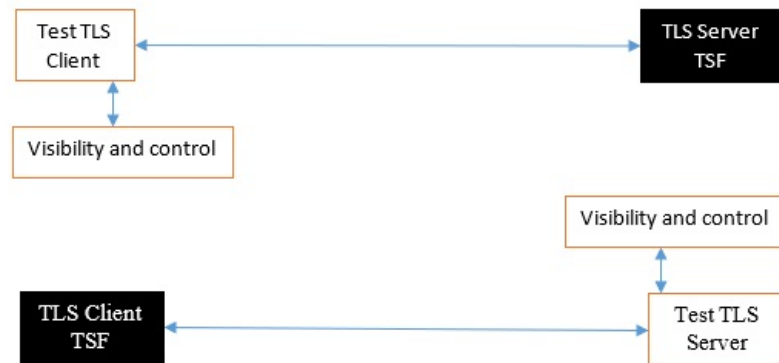 Test TLS
Client
TLS Server
TSF
Visibility and control
Visibility and control
TLS Client
TSF
Test TLS
Server